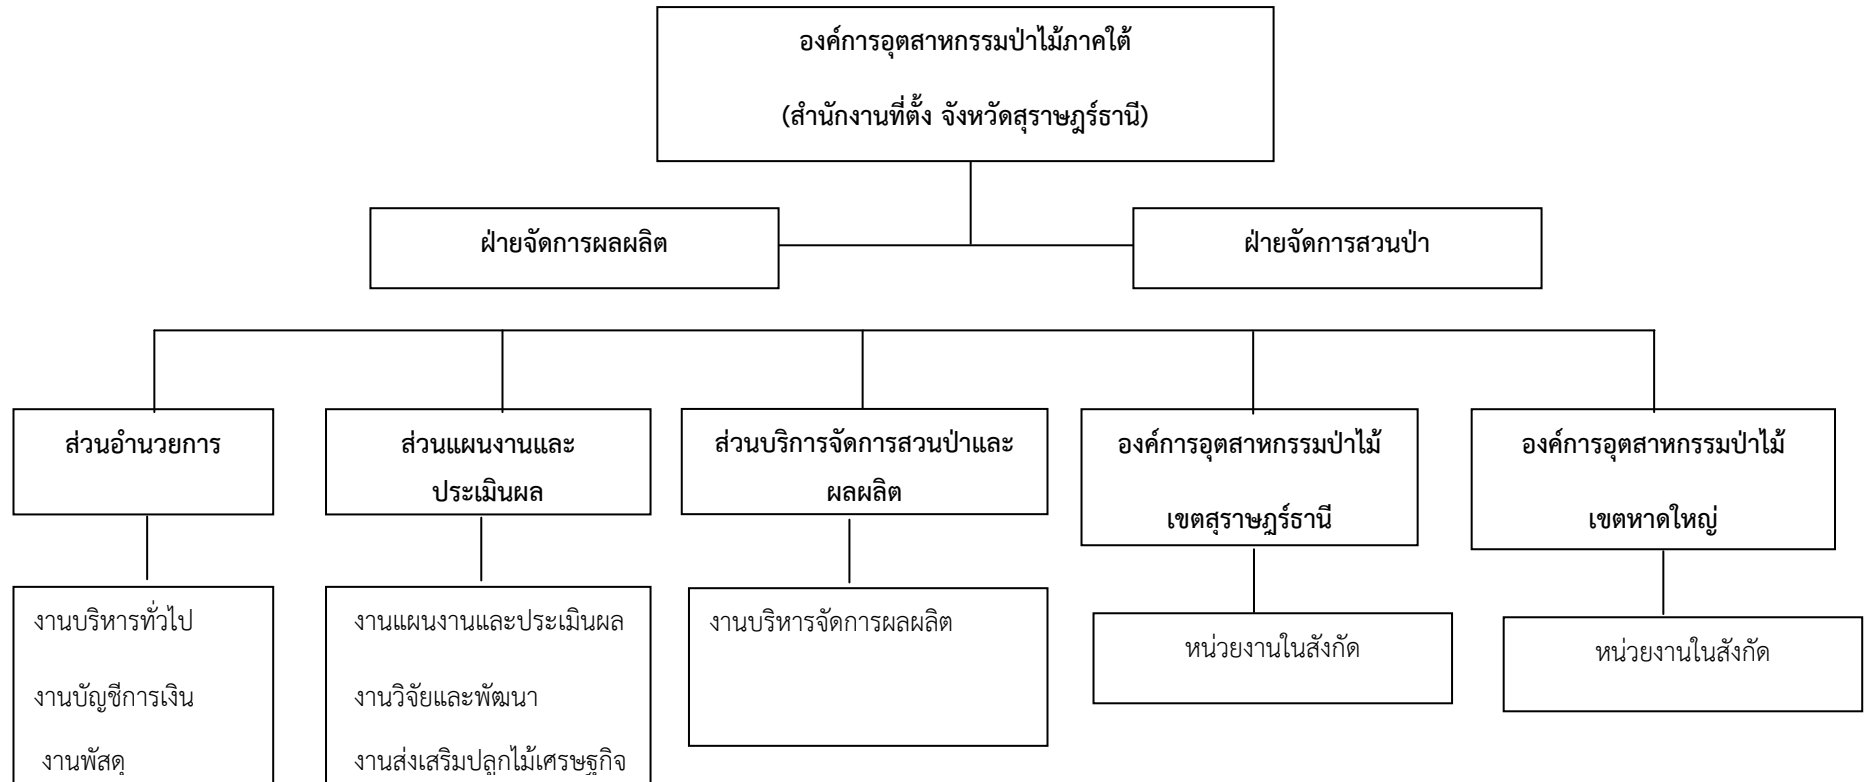 องค์การอุตสาหกรรมป่าไม้ภาคใต้
(สำนักงานที่ตั้ง จังหวัดสุราษฎร์ธานี)
ฝ่ายจัดการผลผลิต
ฝ่ายจัดการสวนป่า
ส่วนอำนวยการ
ส่วนแผนงานและ
ประเมินผล
ส่วนบริการจัดการสวนป่าและ
ผลผลิต
องค์การอุตสาหกรรมป่าไม้
เขตสุราษฎร์ธานี
องค์การอุตสาหกรรมป่าไม้
เขตหาดใหญ่
งานบริหารทั่วไป
งานบัญชีการเงิน
งานพัสดุ
งานแผนงานและประเมินผล
งานวิจัยและพัฒนา
งานส่งเสริมปลูกไม้เศรษฐกิจ
งานบริหารจัดการผลผลิต
หน่วยงานในสังกัด
หน่วยงานในสังกัด